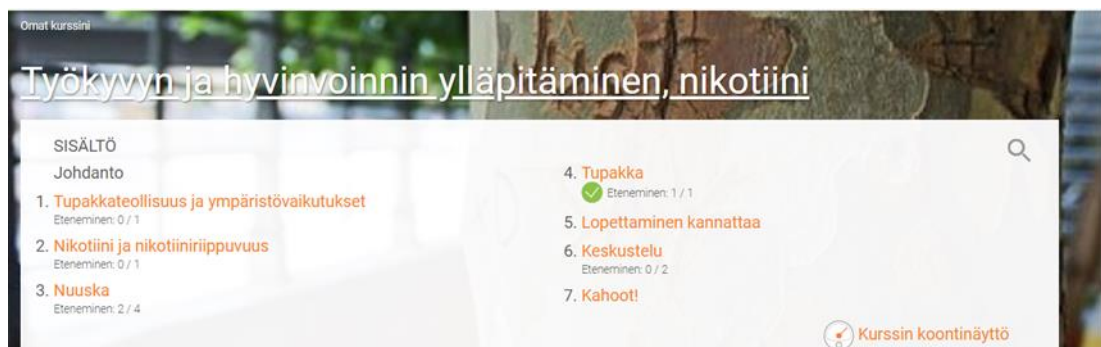 Omat kurssini
Työkyvyn ja hyvinvoinnin ylläpitäminen, nikotiini
SISÄLTÖ
Johdanto
1. Tupakkateollisuus ja ympäristövaikutukset
Eteneminen: 0 / 1
2. Nikotiini ja nikotiiniriippuvuus
Eteneminen: 0 / 1
3. Nuuska
Eteneminen: 2 / 4
4. Tupakka
Eteneminen: 1 / 1
5. Lopettaminen kannattaa
6. Keskustelu
Eteneminen: 0 / 2
7. Kahoot!
Kurssin koontinäyttö